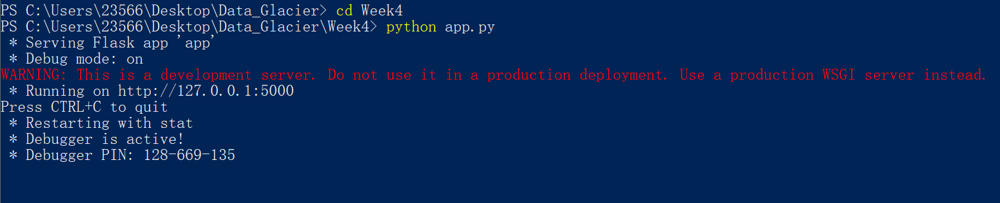 PS C:\Users\23566\Desktop\Data_Glacier> cd Week4
PS C:\Users\23566\Desktop\Data_Glacier\Week4> python app.py
 * Serving Flask app 'app'
 * Debug mode: on
WARNING: This is a development server. Do not use it in a production deployment. Use a production WSGI server instead.
 * Running on http://127.0.0.1:5000
Press CTRL+C to quit
 * Restarting with stat
 * Debugger is active!
 * Debugger PIN: 128-669-135